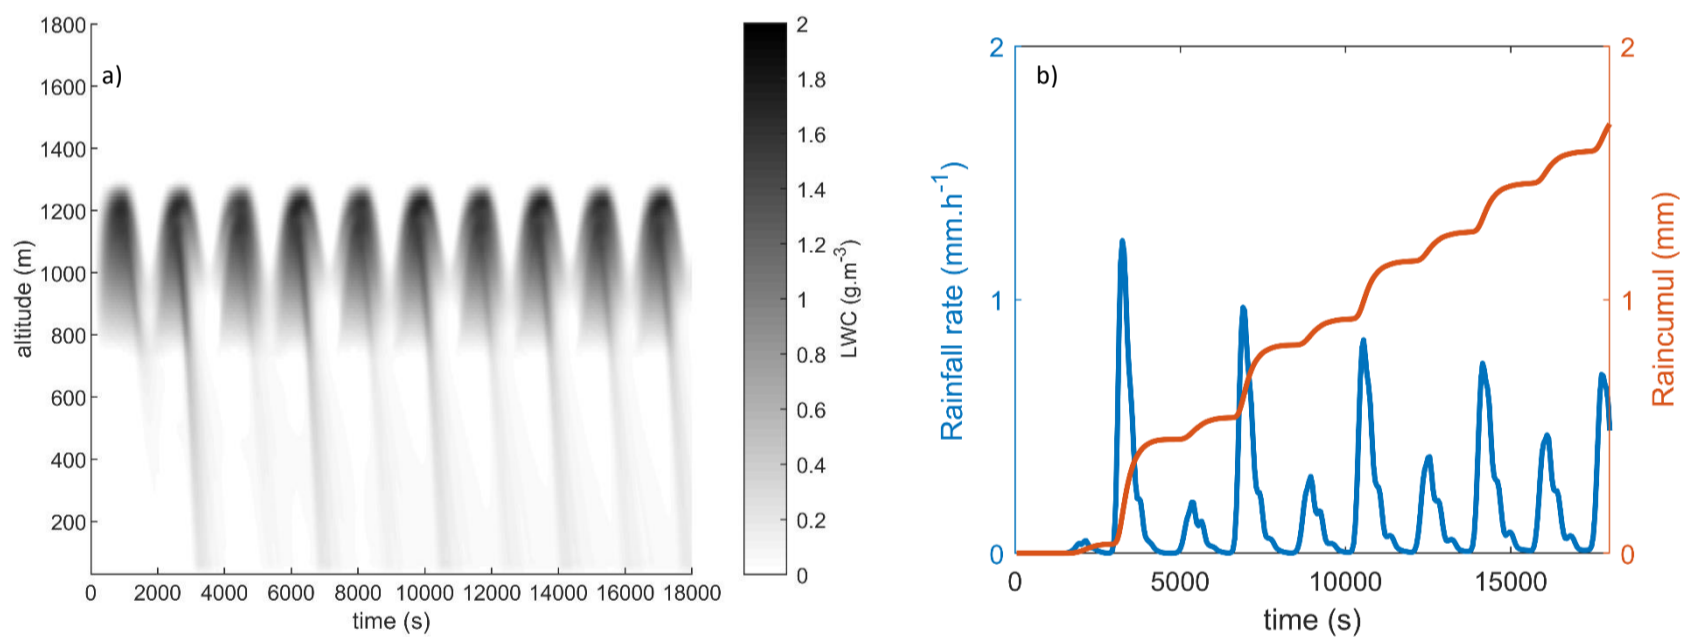 a)
1800
1600
1400
1200
1000
800
600
400
200
altitude (m)
0 2000 4000 6000 8000 10000 12000 14000 16000 18000
time (s)
2
1.8
1.6
1.4
1.2
1
0.8
0.6
0.4
0.2
0
LWC (g.m-3)
b)
2
1
0
Rainfall rate (mm.h-1)
0 5000 10000 15000
time (s)
2
1
0
Raincumul (mm)